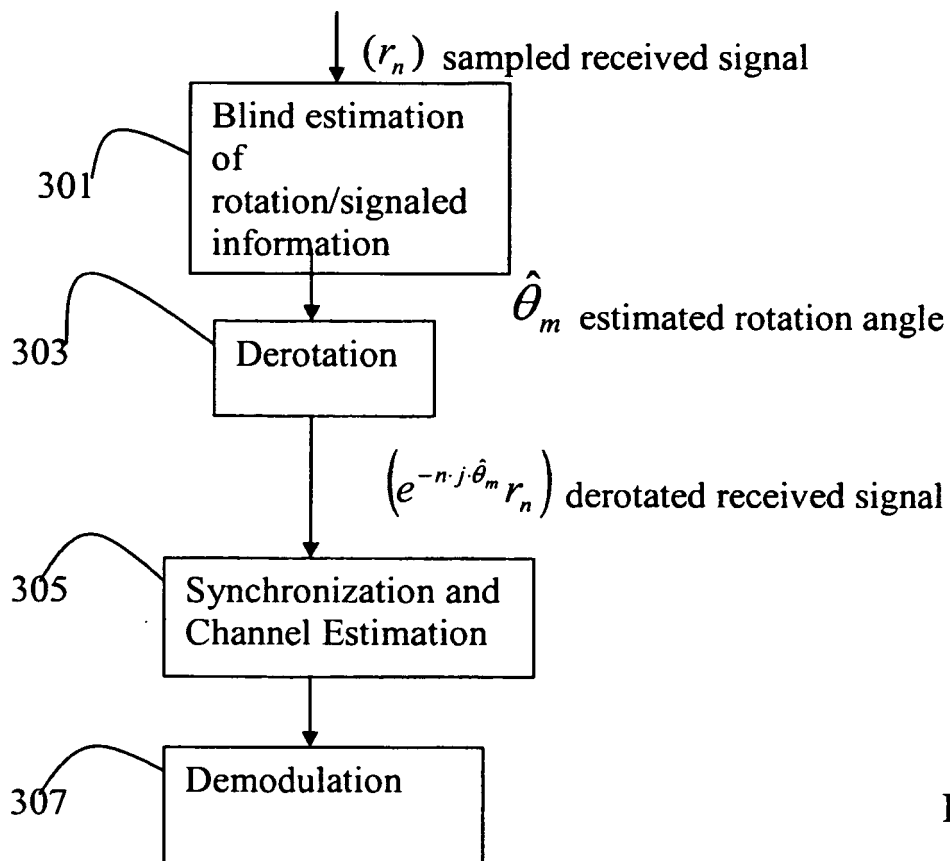 (r_n) sampled received signal
Blind estimation
of
rotation/signaled
information
301
θ̂_m estimated rotation angle
303
Derotation
(e^{-n·j·θ̂_m} r_n) derotated received signal
305
Synchronization and
Channel Estimation
307
Demodulation